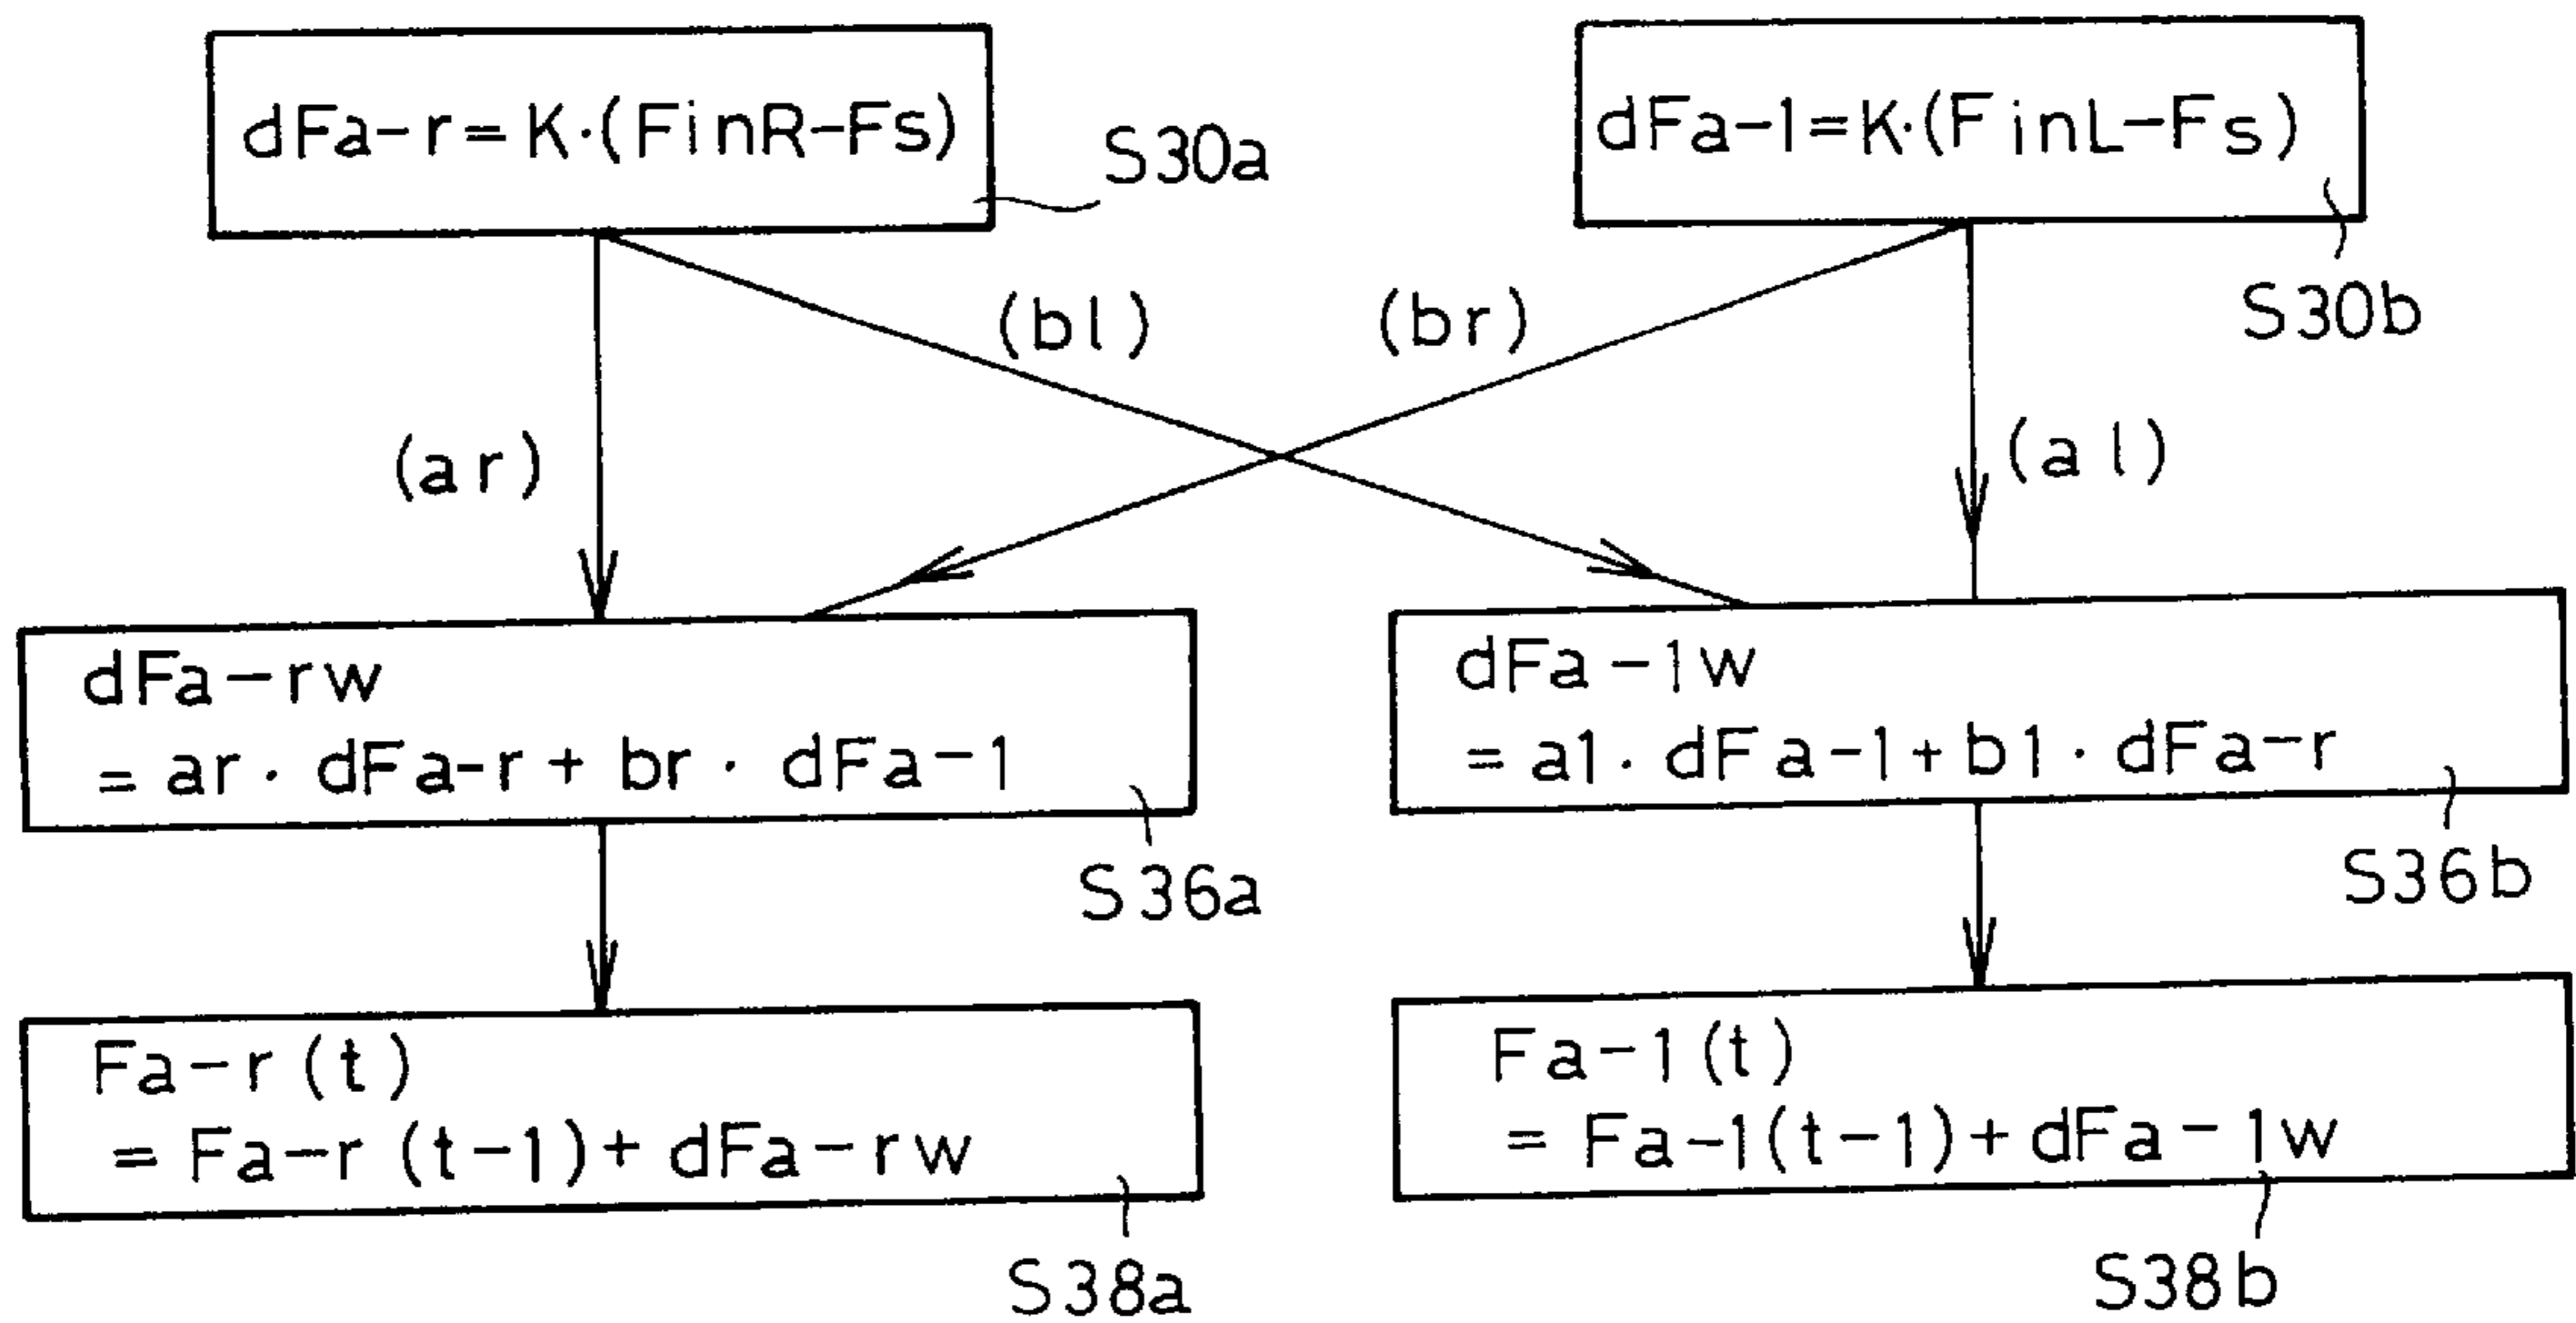 dFa-r=K·(FinR-Fs)
S30a
dFa-1=K·(FinL-Fs)
S30b
(bl)
(br)
(ar)
(al)
dFa-rw
=ar·dFa-r+br·dFa-1
S36a
dFa-1w
=a1·dFa-1+b1·dFa-r
S36b
Fa-r(t)
=Fa-r(t-1)+dFa-rw
S38a
Fa-1(t)
=Fa-1(t-1)+dFa-1w
S38b